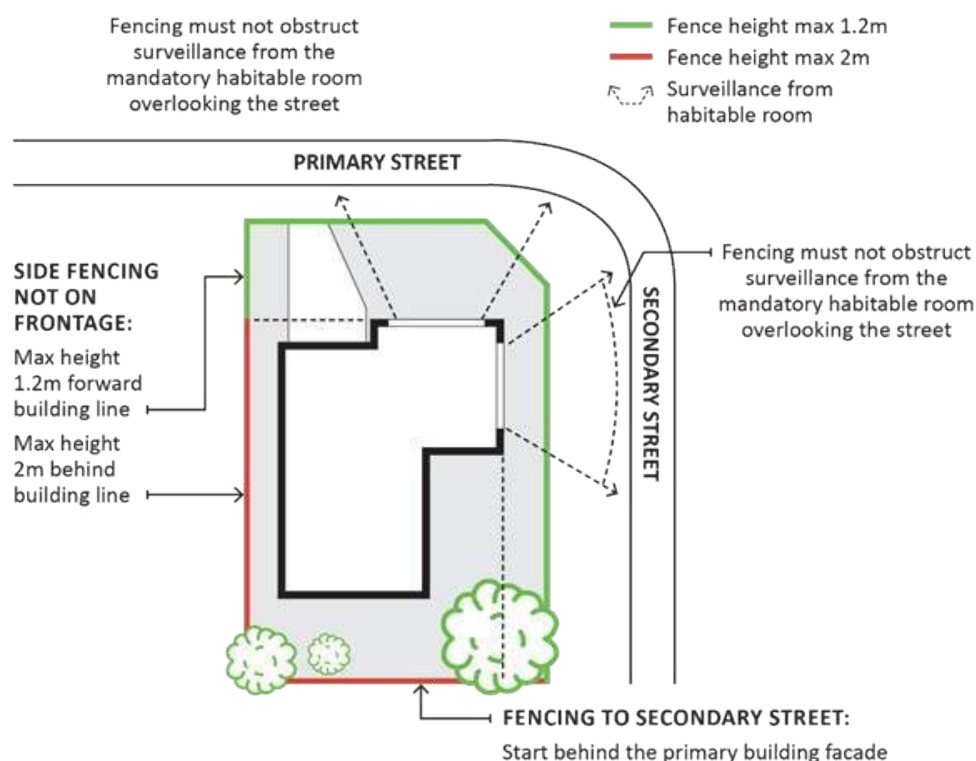 Fencing must not obstruct
surveillance from the
mandatory habitable room
overlooking the street
Fence height max 1.2m
Fence height max 2m
Surveillance from
habitable room
PRIMARY STREET
SIDE FENCING
NOT ON
FRONTAGE:
Max height
1.2m forward
building line
Max height
2m behind
building line
Fencing must not obstruct
surveillance from the
mandatory habitable room
overlooking the street
SECONDARY STREET
FENCING TO SECONDARY STREET:
Start behind the primary building facade